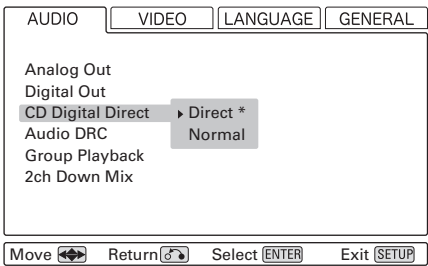 AUDIO VIDEO LANGUAGE GENERAL
Analog Out
Digital Out
CD Digital Direct Direct *
Audio DRC Normal
Group Playback
2ch Down Mix
Move Return Select ENTER Exit SETUP